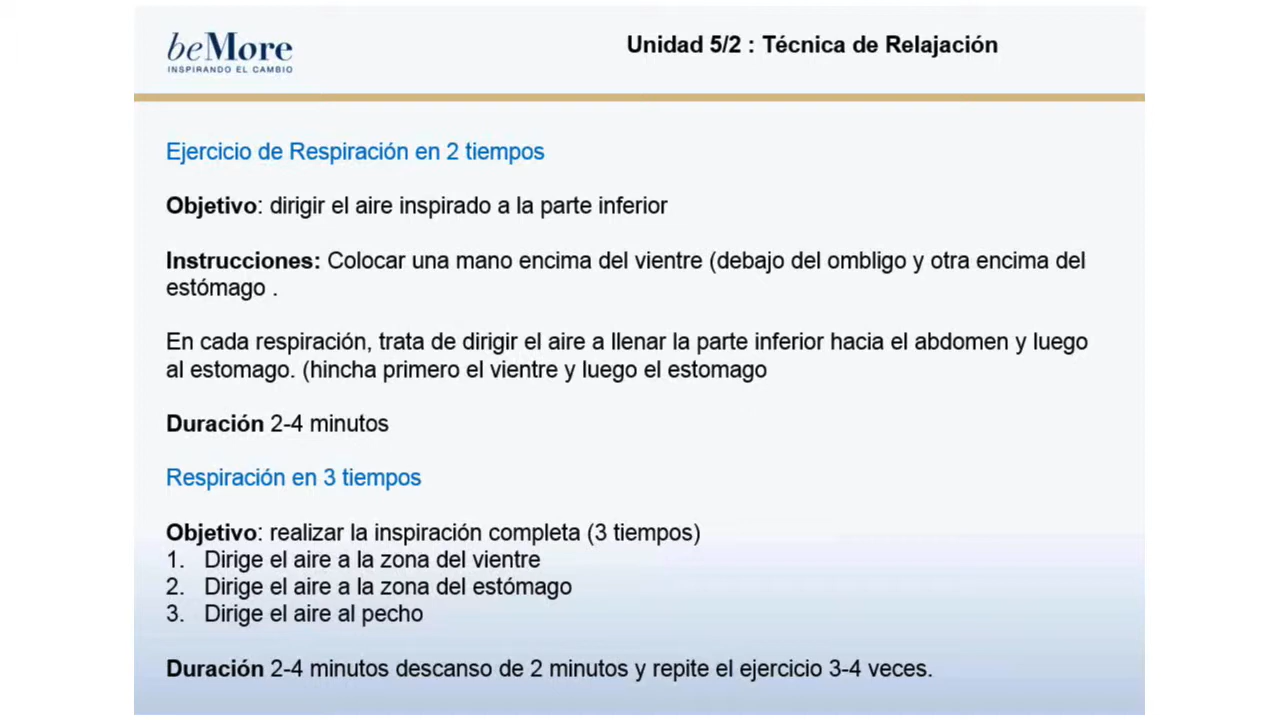 beMore
INSPIRANDO EL CAMBIO
Unidad 5/2 : Técnica de Relajación
Ejercicio de Respiración en 2 tiempos
Objetivo: dirigir el aire inspirado a la parte inferior
Instrucciones: Colocar una mano encima del vientre (debajo del ombligo y otra encima del
estómago .
En cada respiración, trata de dirigir el aire a llenar la parte inferior hacia el abdomen y luego
al estomago. (hincha primero el vientre y luego el estomago
Duración 2-4 minutos
Respiración en 3 tiempos
Objetivo: realizar la inspiración completa (3 tiempos)
1. Dirige el aire a la zona del vientre
2. Dirige el aire a la zona del estómago
3. Dirige el aire al pecho
Duración 2-4 minutos descanso de 2 minutos y repite el ejercicio 3-4 veces.